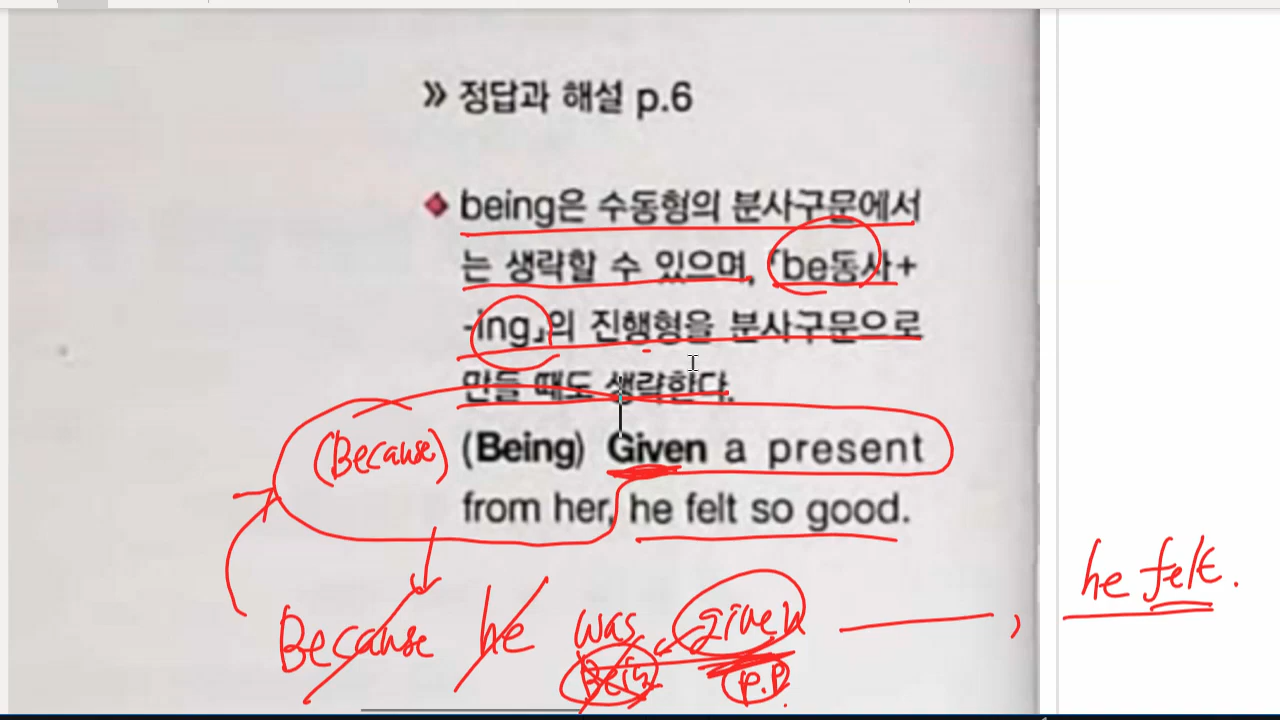 » 정답과 해설 p.6
◆ being은 수동형의 분사구문에서
는 생략할 수 있으며, 「be동사+
-ing」의 진행형을 분사구문으로
만들 때도 생략한다.
(Because) (Being) Given a present
from her, he felt so good.
he felt.
Because he was given ,
p.p.